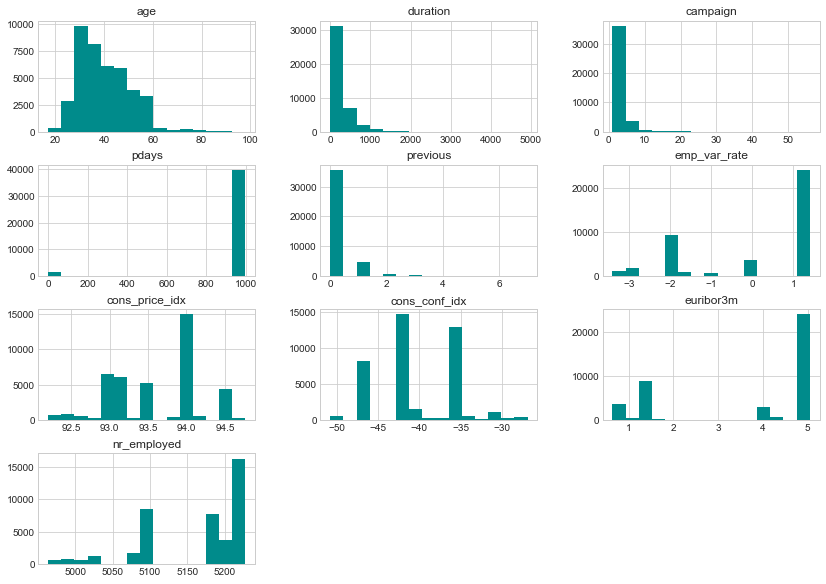 age
10000
7500
5000
2500
0
20 40 60 80 100
duration
30000
20000
10000
0
0 1000 2000 3000 4000 5000
campaign
30000
20000
10000
0
0 10 20 30 40 50
pdays
40000
30000
20000
10000
0
0 200 400 600 800 1000
previous
30000
20000
10000
0
0 2 4 6
emp_var_rate
20000
10000
0
−3 −2 −1 0 1
cons_price_idx
15000
10000
5000
0
92.5 93.0 93.5 94.0 94.5
cons_conf_idx
15000
10000
5000
0
−50 −45 −40 −35 −30
euribor3m
20000
10000
0
1 2 3 4 5
nr_employed
15000
10000
5000
0
5000 5050 5100 5150 5200